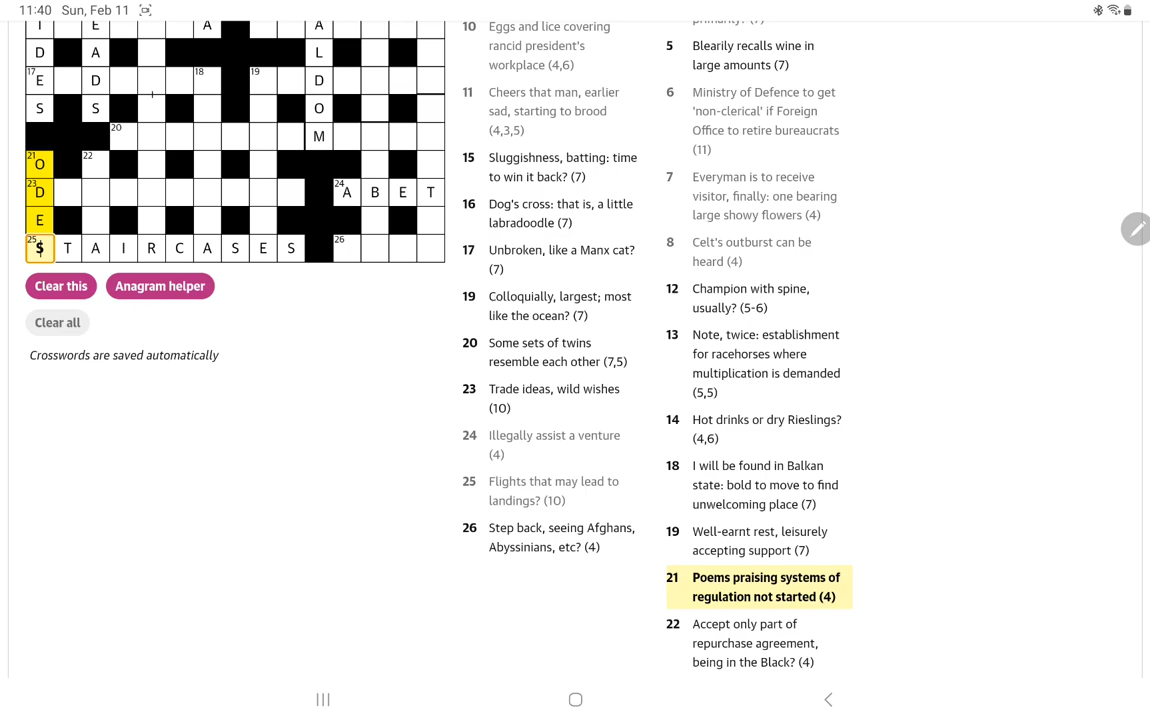 11:40 Sun, Feb 11
E A A
D A L
17 E D 18 19 D
S S O
20 M
21 O 22
23 D 24 A B E T
E
25 S T A I R C A S E S 26
Clear this Anagram helper
Clear all
Crosswords are saved automatically
10 Eggs and lice covering
rancid president's
workplace (4,6)
11 Cheers that man, earlier
sad, starting to brood
(4,3,5)
15 Sluggishness, batting: time
to win it back? (7)
16 Dog's cross: that is, a little
labradoodle (7)
17 Unbroken, like a Manx cat?
(7)
19 Colloquially, largest; most
like the ocean? (7)
20 Some sets of twins
resemble each other (7,5)
23 Trade ideas, wild wishes
(10)
24 Illegally assist a venture
(4)
25 Flights that may lead to
landings? (10)
26 Step back, seeing Afghans,
Abyssinians, etc? (4)
5 Blearily recalls wine in
large amounts (7)
6 Ministry of Defence to get
'non-clerical' if Foreign
Office to retire bureaucrats
(11)
7 Everyman is to receive
visitor, finally: one bearing
large showy flowers (4)
8 Celt's outburst can be
heard (4)
12 Champion with spine,
usually? (5-6)
13 Note, twice: establishment
for racehorses where
multiplication is demanded
(5,5)
14 Hot drinks or dry Rieslings?
(4,6)
18 I will be found in Balkan
state: bold to move to find
unwelcoming place (7)
19 Well-earnt rest, leisurely
accepting support (7)
21 Poems praising systems of
regulation not started (4)
22 Accept only part of
repurchase agreement,
being in the Black? (4)